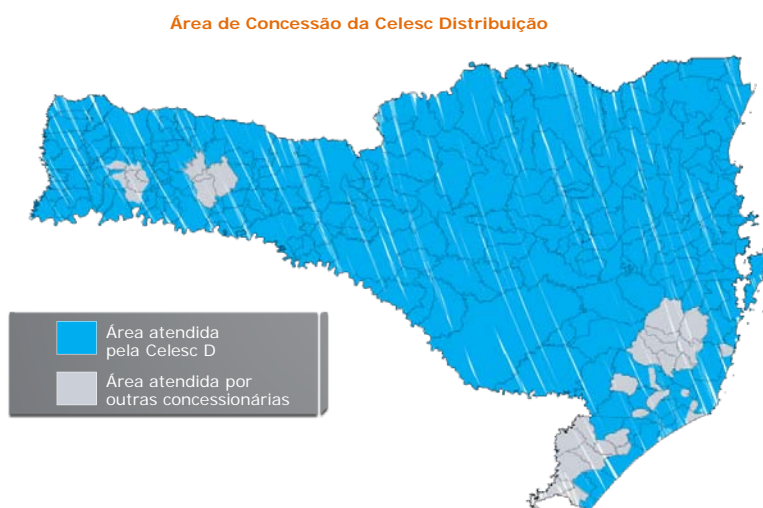 Área de Concessão da Celesc Distribuição
Área atendida
pela Celesc D
Área atendida por
outras concessionárias